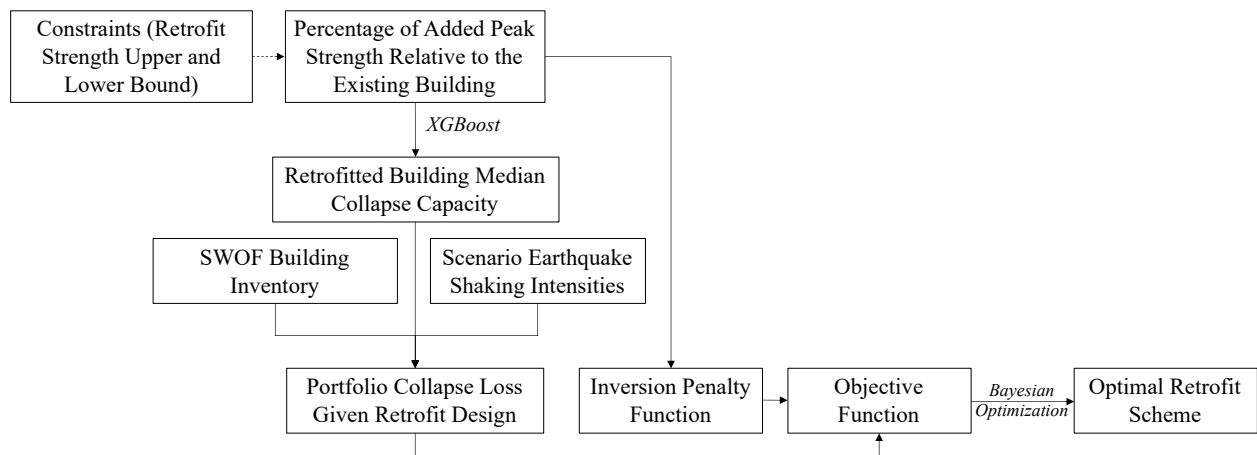 Constraints (Retrofit
Strength Upper and
Lower Bound)
Percentage of Added Peak
Strength Relative to the
Existing Building
XGBoost
Retrofitted Building Median
Collapse Capacity
SWOF Building
Inventory
Scenario Earthquake
Shaking Intensities
Portfolio Collapse Loss
Given Retrofit Design
Inversion Penalty
Function
Objective
Function
Bayesian
Optimization
Optimal Retrofit
Scheme